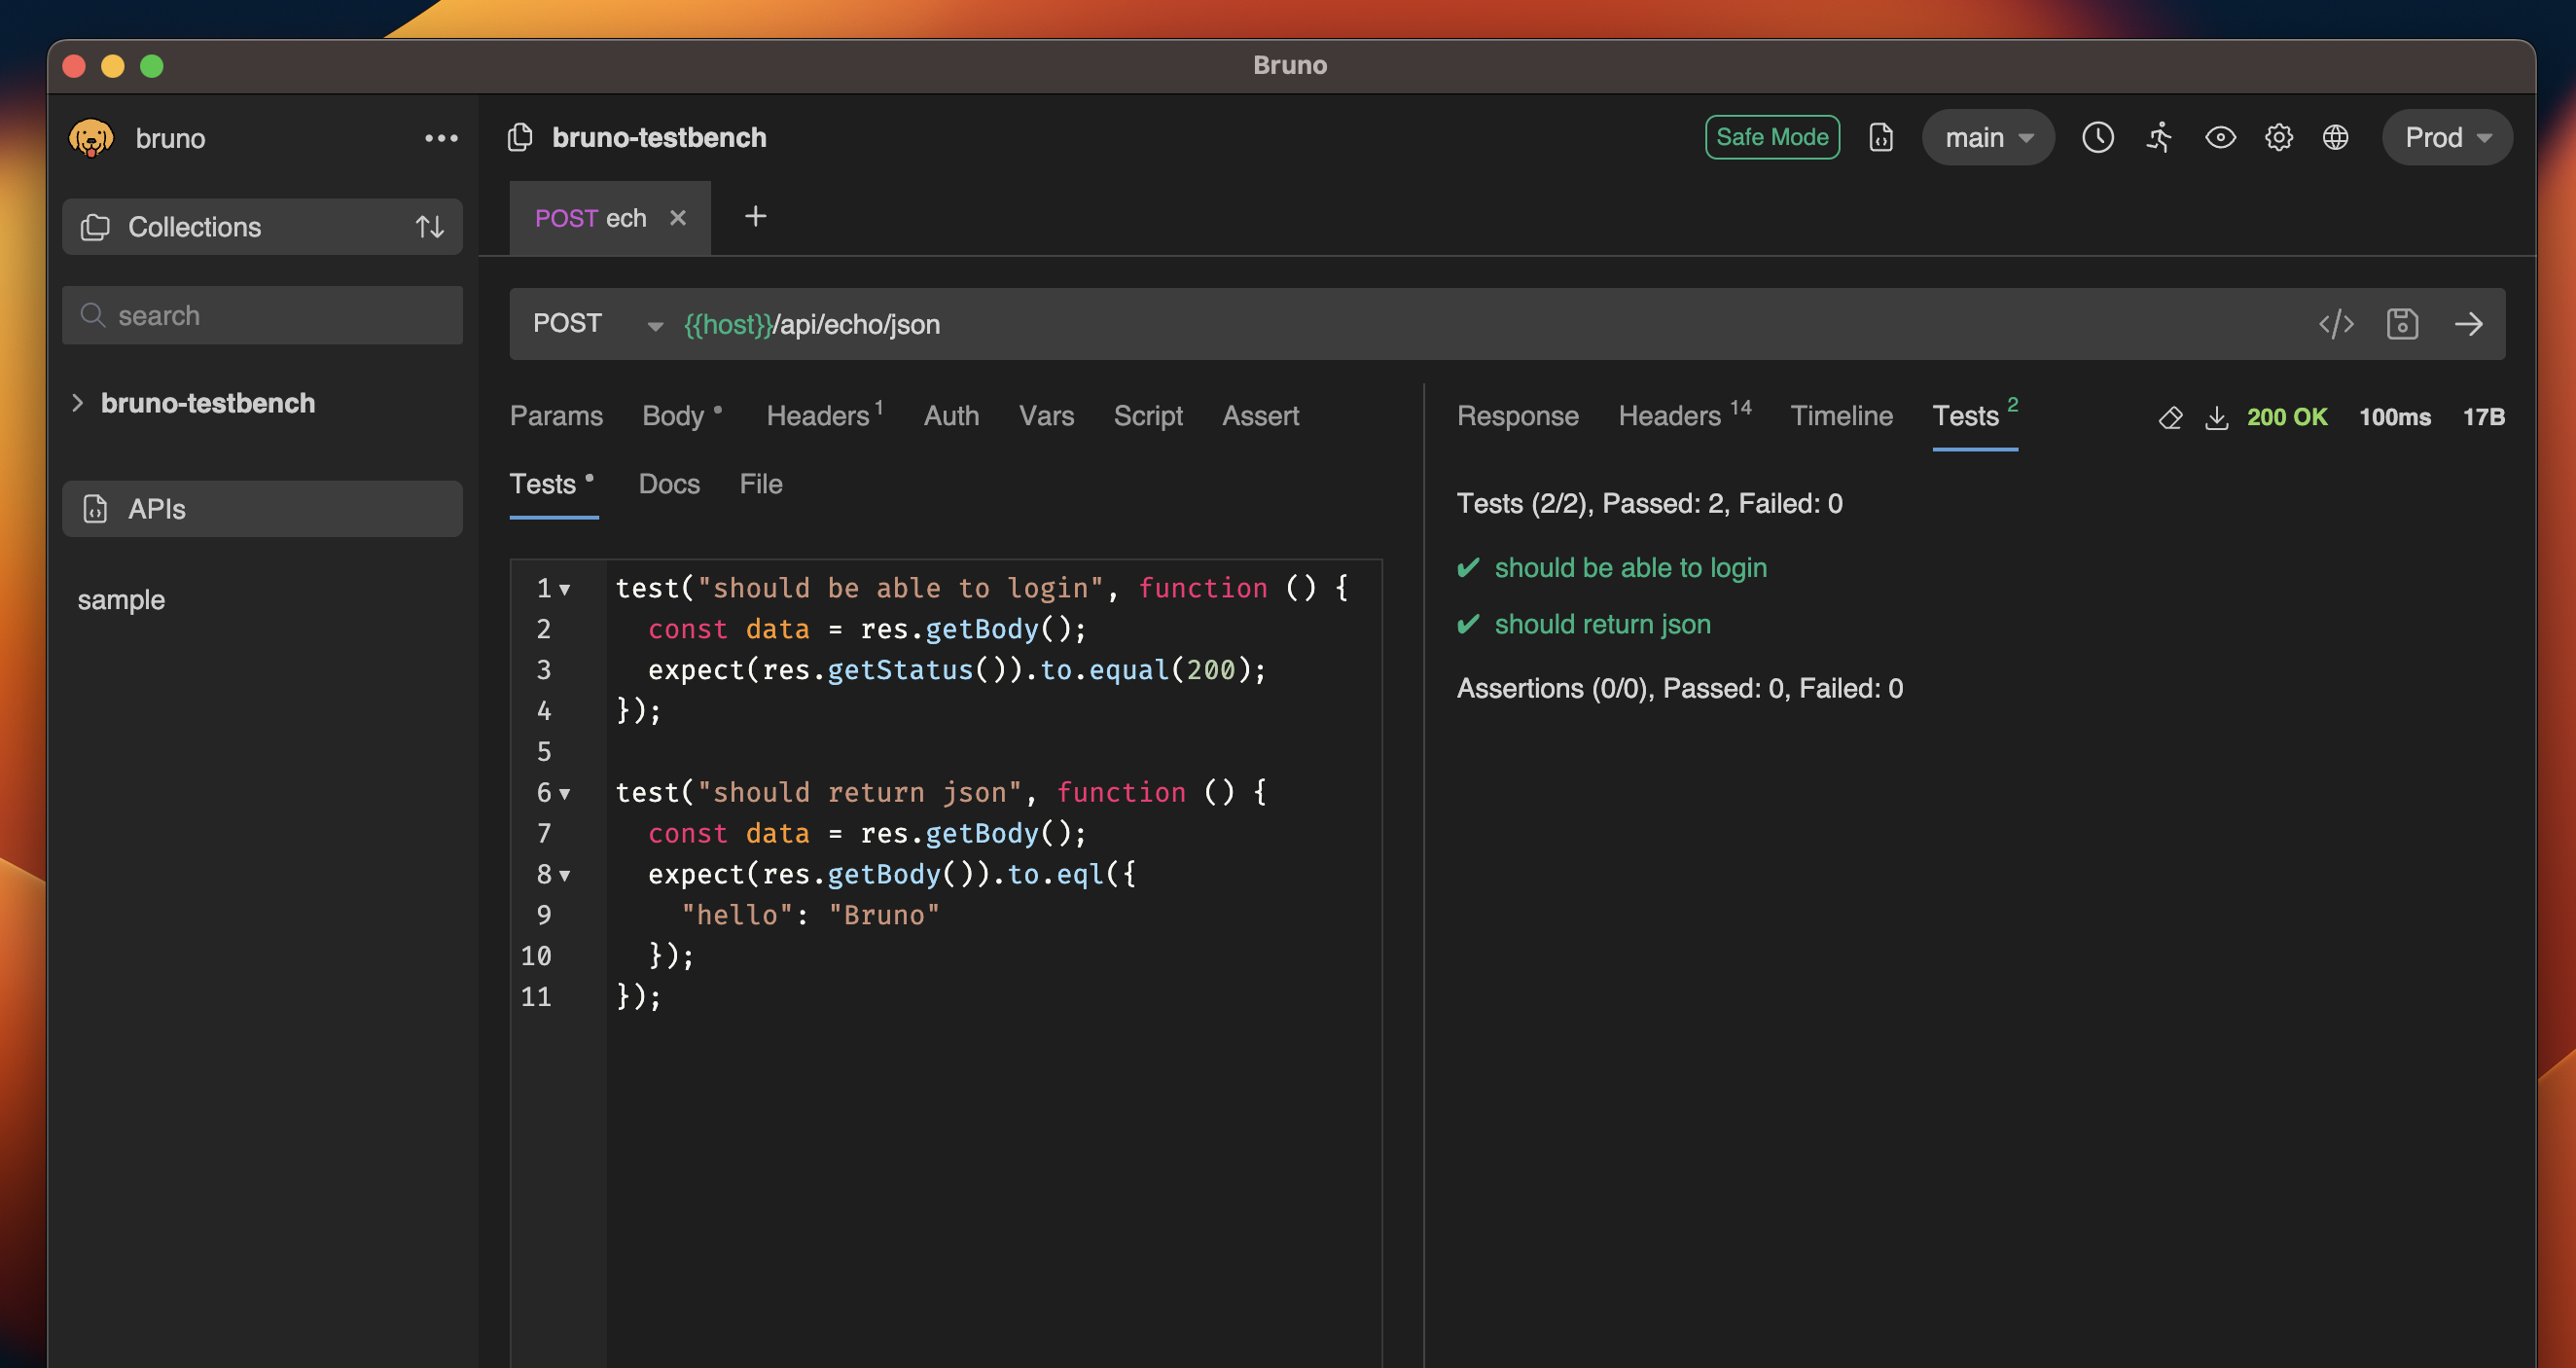 Bruno
bruno
Collections
search
bruno-testbench
APIs
sample
bruno-testbench
Safe Mode
main
Prod
POST ech
POST {{host}}/api/echo/json
Params Body Headers 1 Auth Vars Script Assert
Tests Docs File
1 test("should be able to login", function () {
2 const data = res.getBody();
3 expect(res.getStatus()).to.equal(200);
4 });
5
6 test("should return json", function () {
7 const data = res.getBody();
8 expect(res.getBody()).to.eql({
9 "hello": "Bruno"
10 });
11 });
Response Headers 14 Timeline Tests 2 200 OK 100ms 17B
Tests (2/2), Passed: 2, Failed: 0
✔ should be able to login
✔ should return json
Assertions (0/0), Passed: 0, Failed: 0